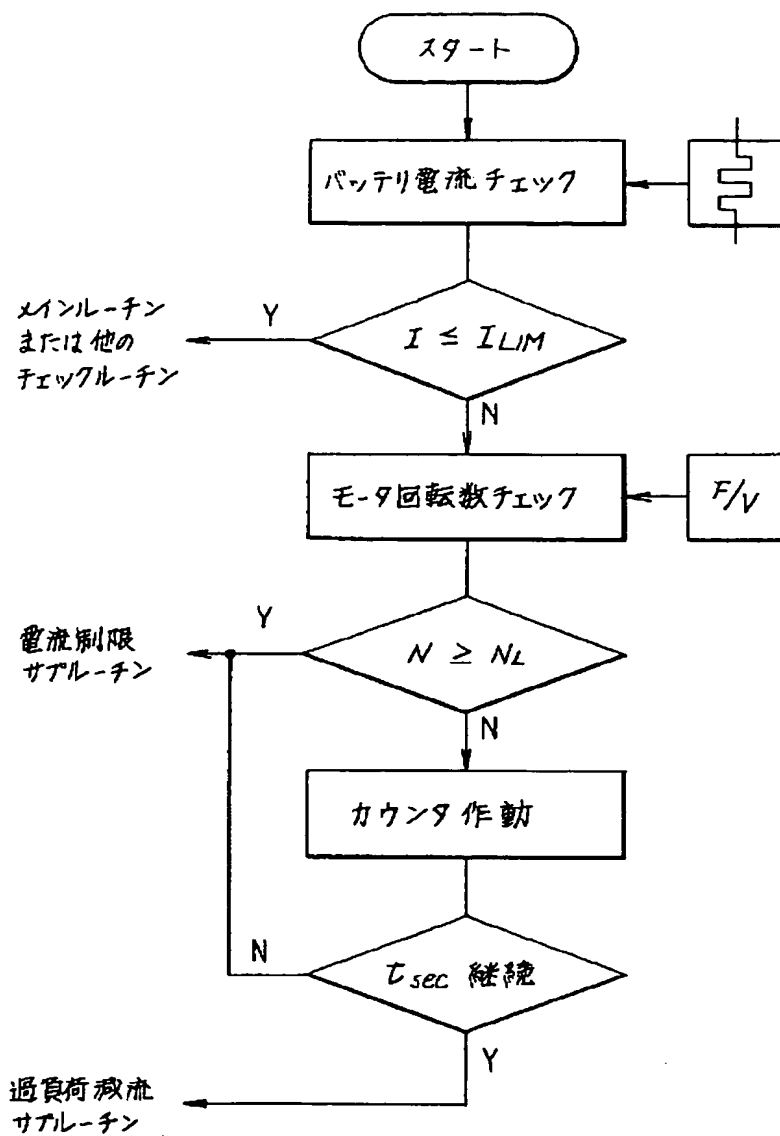 スタート
バッテリ電流チェック
メインルーチン
または他の
チェックルーチン
Y
I ≤ ILIM
N
モータ回転数チェック
F/V
電流制限
サブルーチン
Y
N ≥ NL
N
カウンタ作動
N
tsec 継続
Y
過負荷減流
サブルーチン